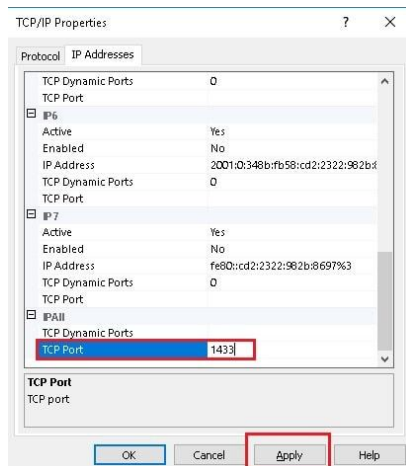 TCP/IP Properties ? ×
Protocol IP Addresses
TCP Dynamic Ports 0
TCP Port
IP6
Active Yes
Enabled No
IP Address 2001:0:348b:fb58:cd2:2322:982b:8
TCP Dynamic Ports 0
TCP Port
IP7
Active Yes
Enabled No
IP Address fe80::cd2:2322:982b:8697%3
TCP Dynamic Ports 0
TCP Port
IPAll
TCP Dynamic Ports
TCP Port 1433
TCP Port
TCP port
OK Cancel Apply Help